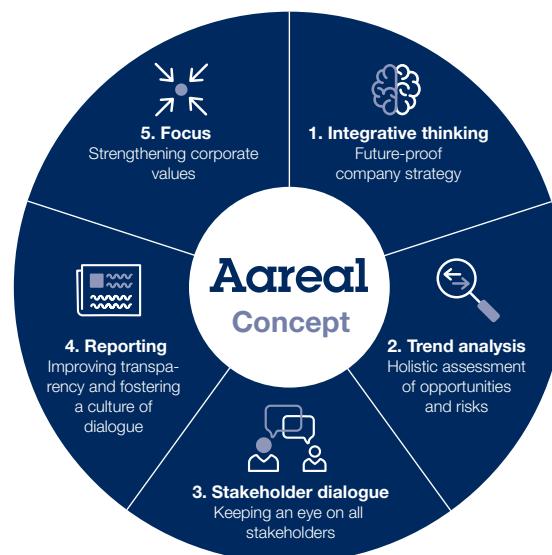 Aareal
Concept
1. Integrative thinking
Future-proof
company strategy
2. Trend analysis
Holistic assessment
of opportunities
and risks
3. Stakeholder dialogue
Keeping an eye on all
stakeholders
4. Reporting
Improving transpa-
rency and fostering
a culture of
dialogue
5. Focus
Strengthening corporate
values